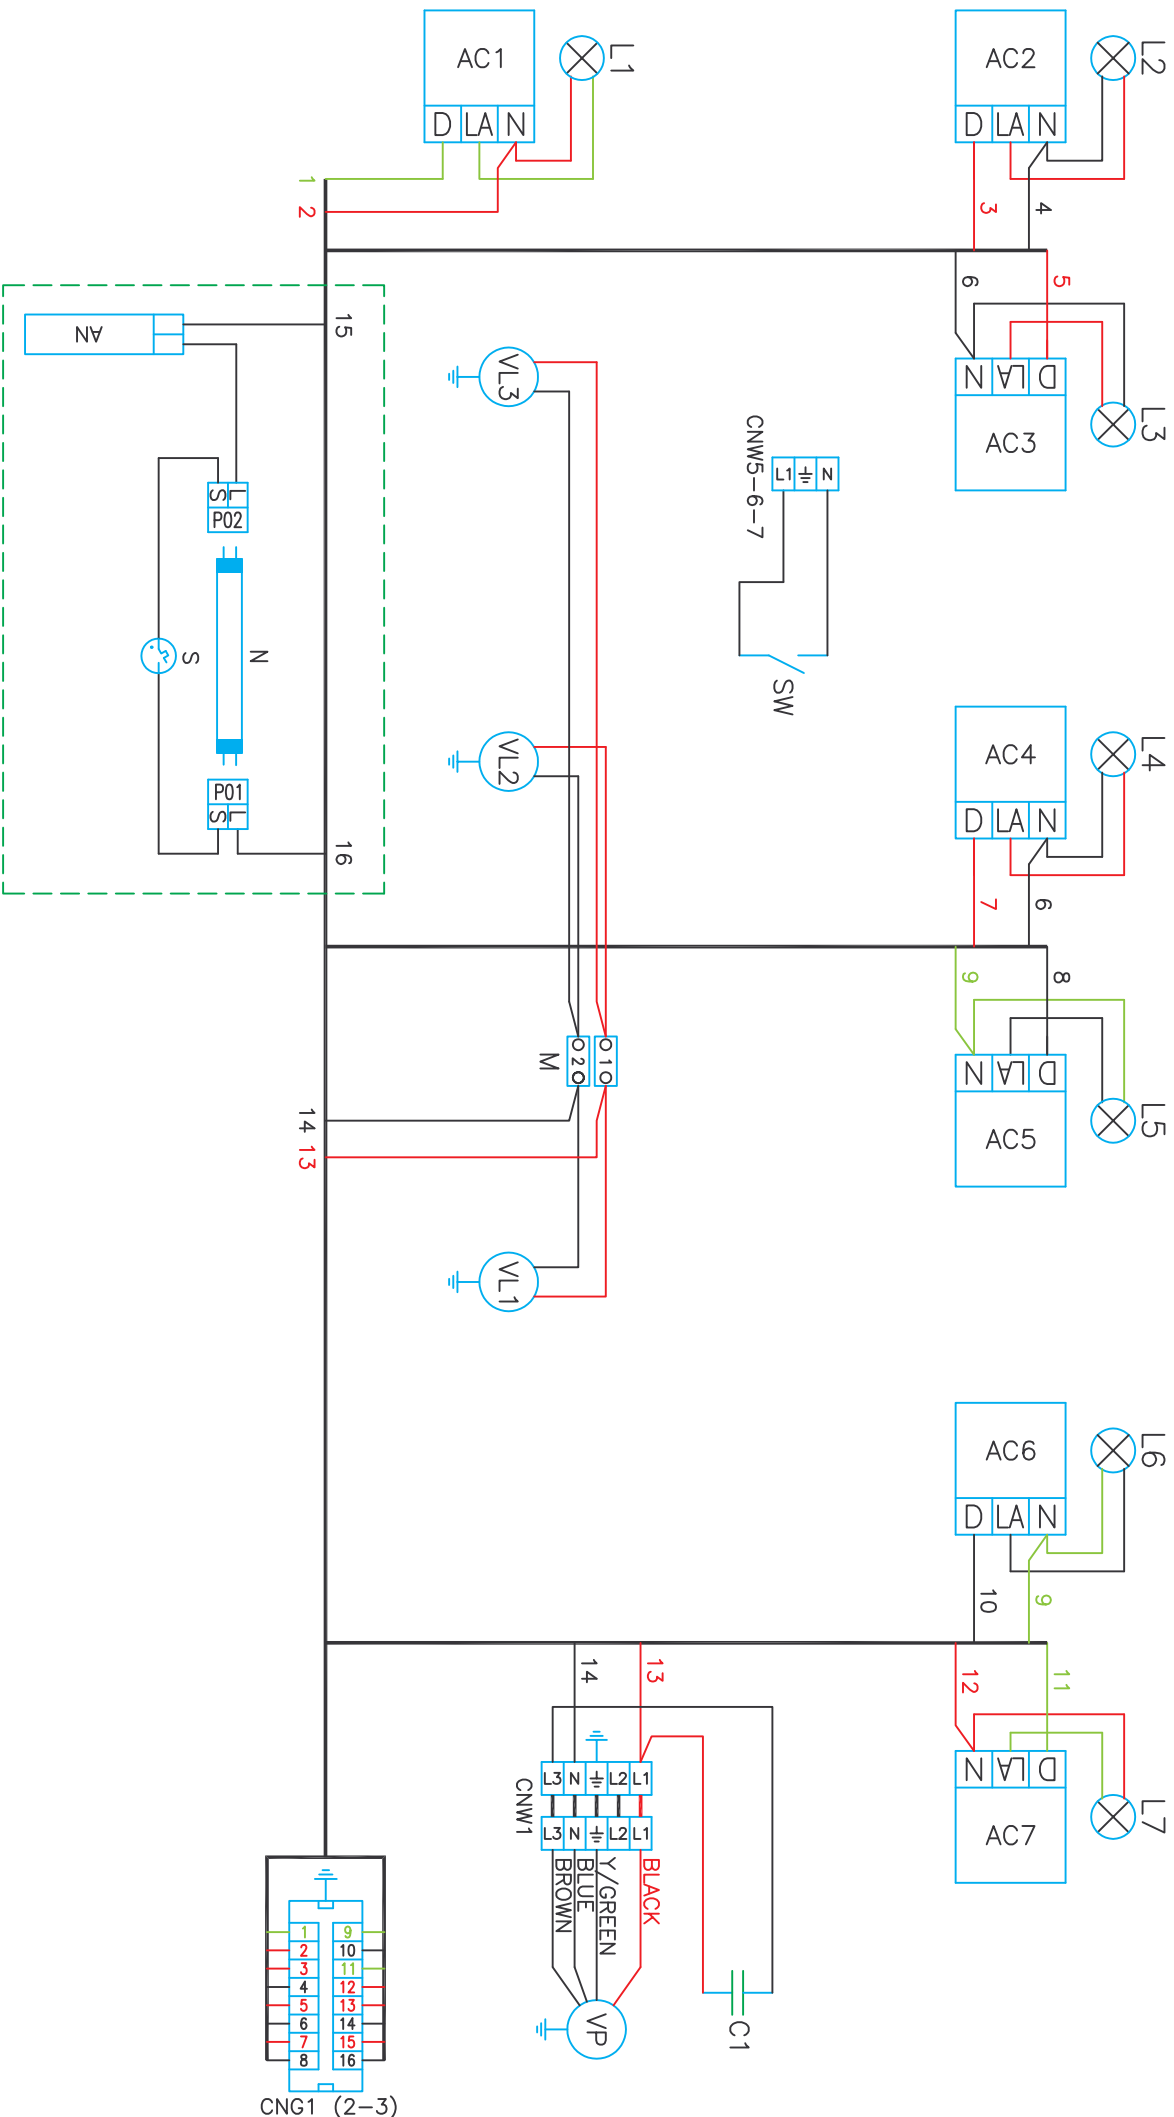 AC1
D LA N
L1
AC2
D LA N
L2
1
2
3
4
5
6
N LA D
AC3
L3
15
AN
VL3
CNW5-6-7
L1 N
SW
S L
P02
N
S
P01
S L
16
VL2
AC4
D LA N
L4
7
6
8
9
N LA D
AC5
L5
M
2
1
14
13
VL1
AC6
D LA N
L6
10
9
11
12
N LA D
AC7
L7
14
13
L3 N L2 L1
CNW1
L3 N L2 L1
BLACK
Y/GREEN
BLUE
BROWN
VP
C1
1 9
2 10
3 11
4 12
5 13
6 14
7 15
8 16
CNG1 (2-3)